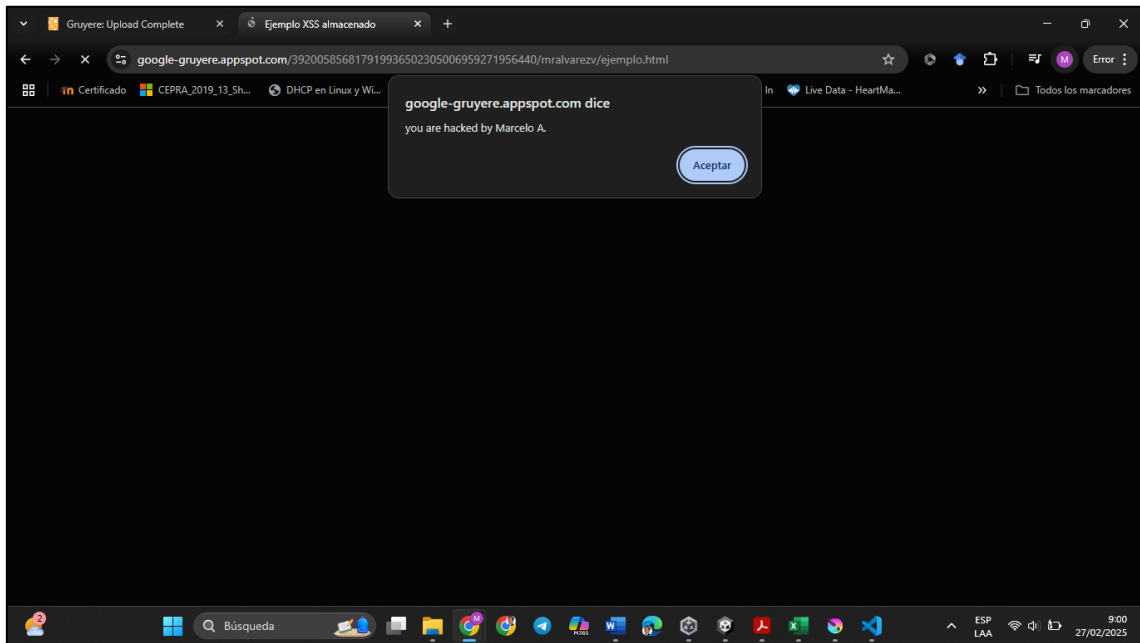 Gruyere: Upload Complete
Ejemplo XSS almacenado
google-gruyere.appspot.com/392005856817919936502305006959271956440/mralvarezv/ejemplo.html
M
Error
Certificado
CEPRA_2019_13_Sh...
DHCP en Linux y Wi...
In
Live Data - HeartMa...
Todos los marcadores
google-gruyere.appspot.com dice
you are hacked by Marcelo A.
Aceptar
2
Búsqueda
M365
ESP
LAA
9:00
27/02/2025